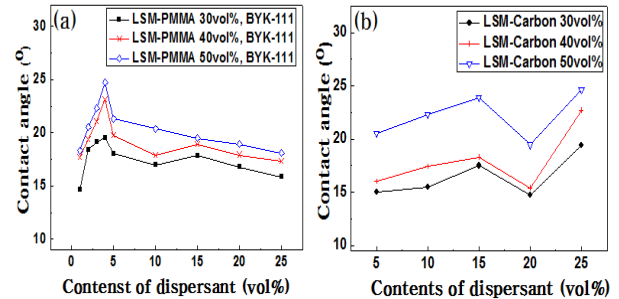 (a)
LSM-PMMA 30vol%, BYK-111
LSM-PMMA 40vol%, BYK-111
LSM-PMMA 50vol%, BYK-111
Contact angle (O)
30
25
20
15
10
0 5 10 15 20 25
Contenst of dispersant (vol%)
(b)
LSM-Carbon 30vol%
LSM-Carbon 40vol%
LSM-Carbon 50vol%
Contact angle (O)
30
25
20
15
10
5 10 15 20 25
Contents of dispersant (vol%)